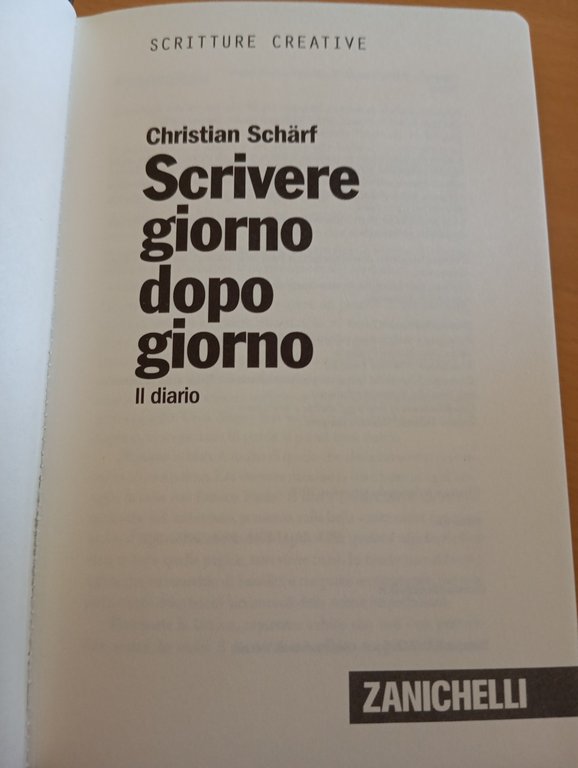 SCRITTURE CREATIVE
Christian Schärf
Scrivere
giorno
dopo
giorno
Il diario
ZANICHELLI